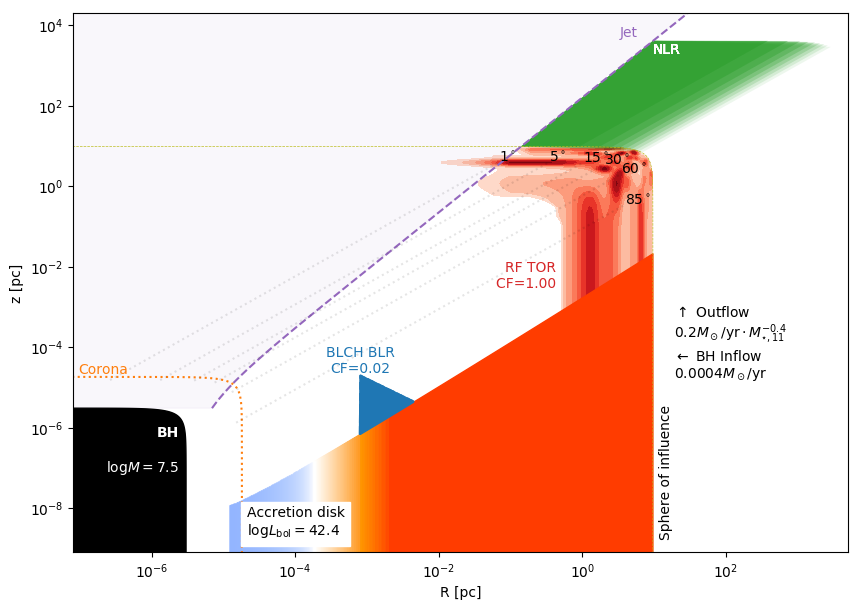 Jet
NLR
1°
5°
15°
30°
60°
85°
RF TOR
CF=1.00
↑ Outflow
0.2M⊙/yr · M⋆,11^−0.4
← BH Inflow
0.0004M⊙/yr
BLCH BLR
CF=0.02
Corona
BH
logM = 7.5
Accretion disk
logLbol = 42.4
Sphere of influence
z [pc]
10^4
10^2
10^0
10^−2
10^−4
10^−6
10^−8
10^−6
10^−4
10^−2
10^0
10^2
R [pc]